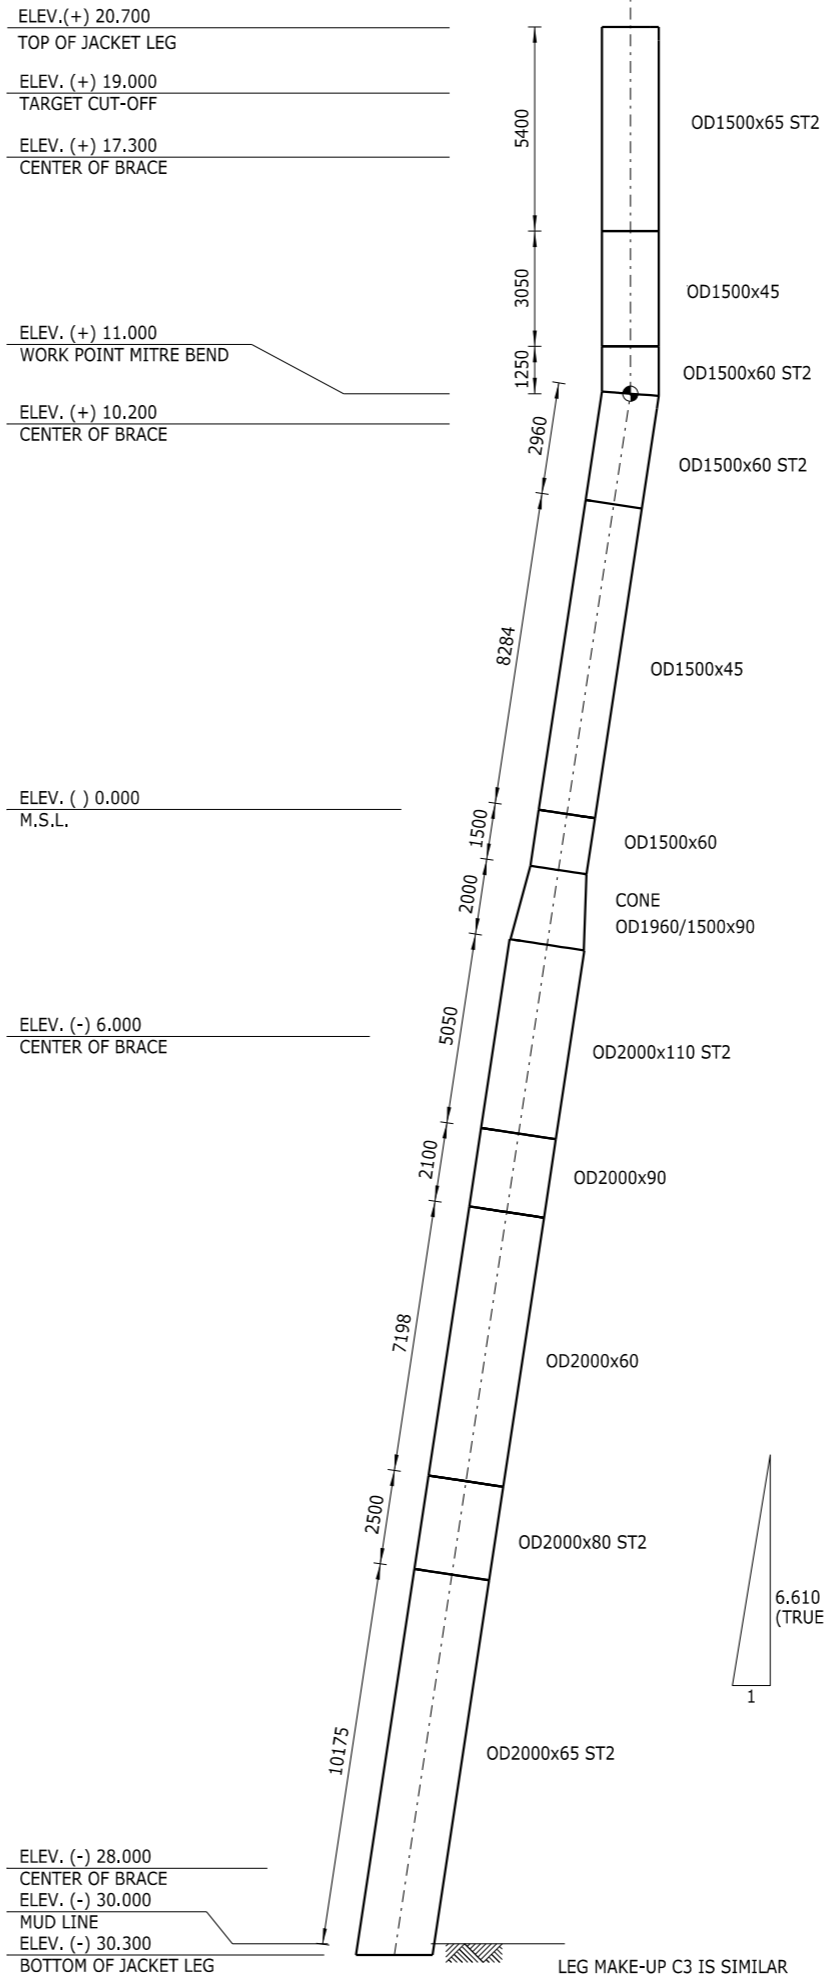 ELEV.(+) 20.700
TOP OF JACKET LEG
ELEV. (+) 19.000
TARGET CUT-OFF
ELEV. (+) 17.300
CENTER OF BRACE
5400
OD1500x65 ST2
3050
OD1500x45
ELEV. (+) 11.000
WORK POINT MITRE BEND
1250
OD1500x60 ST2
ELEV. (+) 10.200
CENTER OF BRACE
2960
OD1500x60 ST2
8284
OD1500x45
ELEV. ( ) 0.000
M.S.L.
1500
OD1500x60
2000
CONE
OD1960/1500x90
ELEV. (-) 6.000
CENTER OF BRACE
5050
OD2000x110 ST2
2100
OD2000x90
7198
OD2000x60
2500
OD2000x80 ST2
6.610
(TRUE
1
10175
OD2000x65 ST2
ELEV. (-) 28.000
CENTER OF BRACE
ELEV. (-) 30.000
MUD LINE
ELEV. (-) 30.300
BOTTOM OF JACKET LEG
LEG MAKE-UP C3 IS SIMILAR